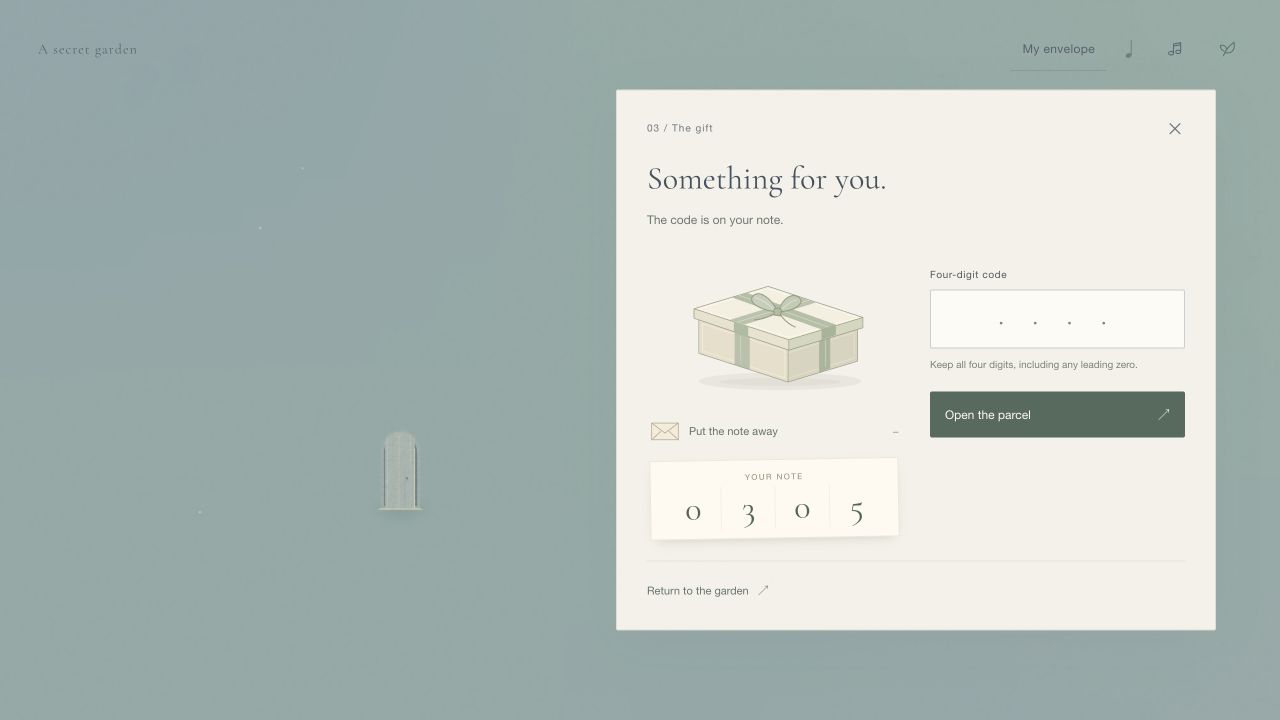 A secret garden
My envelope
03 / The gift
Something for you.
The code is on your note.
Four-digit code
Keep all four digits, including any leading zero.
Open the parcel
Put the note away
YOUR NOTE
0 3 0 5
Return to the garden